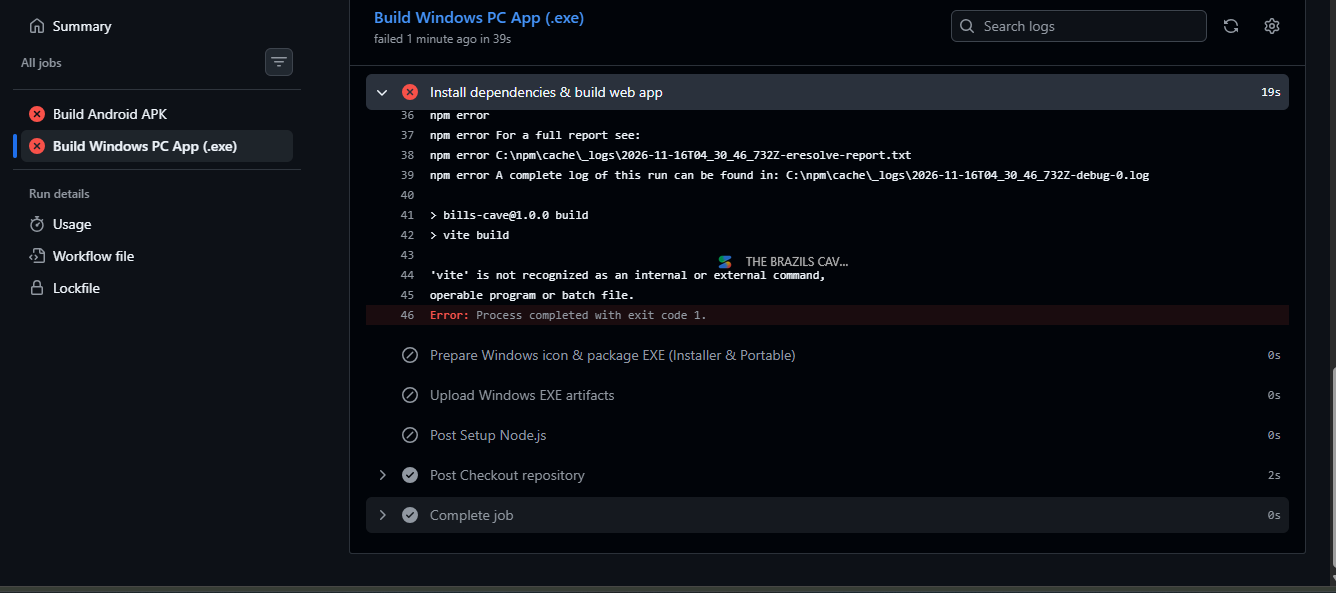 Summary
All jobs
Build Android APK
Build Windows PC App (.exe)
Run details
Usage
Workflow file
Lockfile
Build Windows PC App (.exe)
failed 1 minute ago in 39s
Search logs
Install dependencies & build web app 19s
36 npm error
37 npm error For a full report see:
38 npm error C:\npm\cache\_logs\2026-11-16T04_30_46_732Z-eresolve-report.txt
39 npm error A complete log of this run can be found in: C:\npm\cache\_logs\2026-11-16T04_30_46_732Z-debug-0.log
40
41 > bills-cave@1.0.0 build
42 > vite build
43
THE BRAZILS CAV...
44 'vite' is not recognized as an internal or external command,
45 operable program or batch file.
46 Error: Process completed with exit code 1.
Prepare Windows icon & package EXE (Installer & Portable) 0s
Upload Windows EXE artifacts 0s
Post Setup Node.js 0s
Post Checkout repository 2s
Complete job 0s